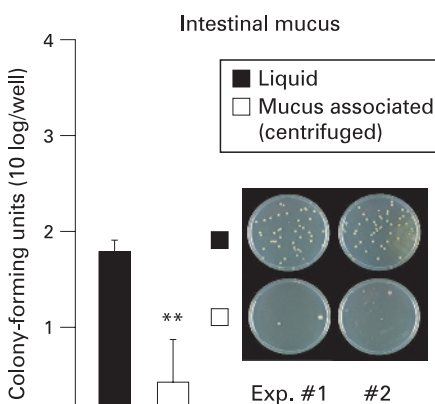 Intestinal mucus
Colony-forming units (10 log/well)
4
3
2
1
Liquid
Mucus associated
(centrifuged)
**
Exp. #1 #2